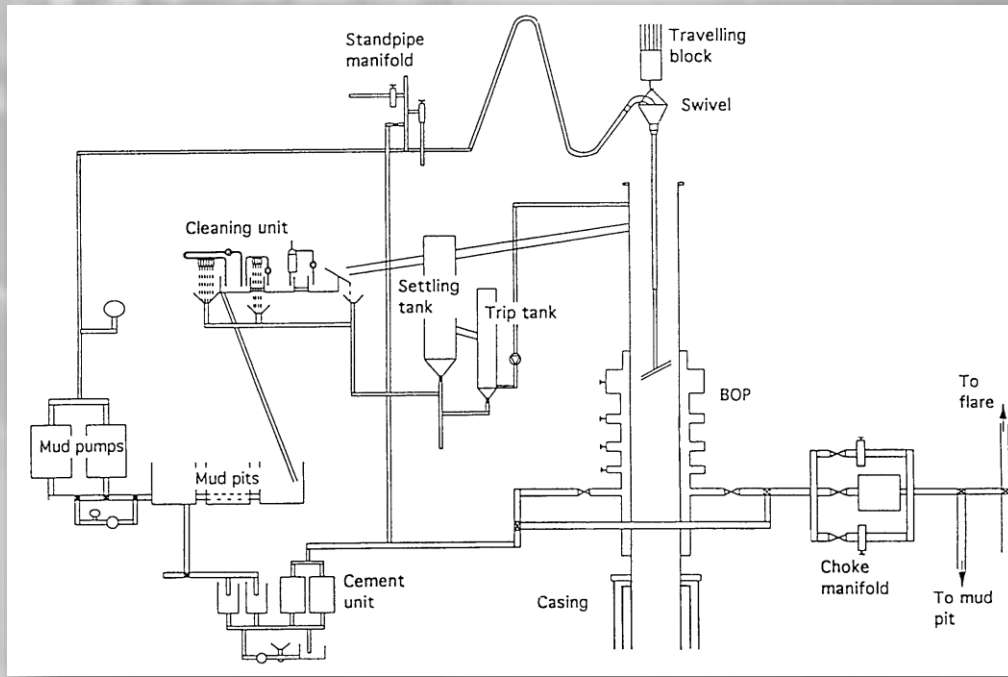 Standpipe
manifold
Travelling
block
Swivel
Cleaning unit
Settling
tank
Trip tank
BOP
To
flare
Mud pumps
Mud pits
Cement
unit
Casing
Choke
manifold
To mud
pit